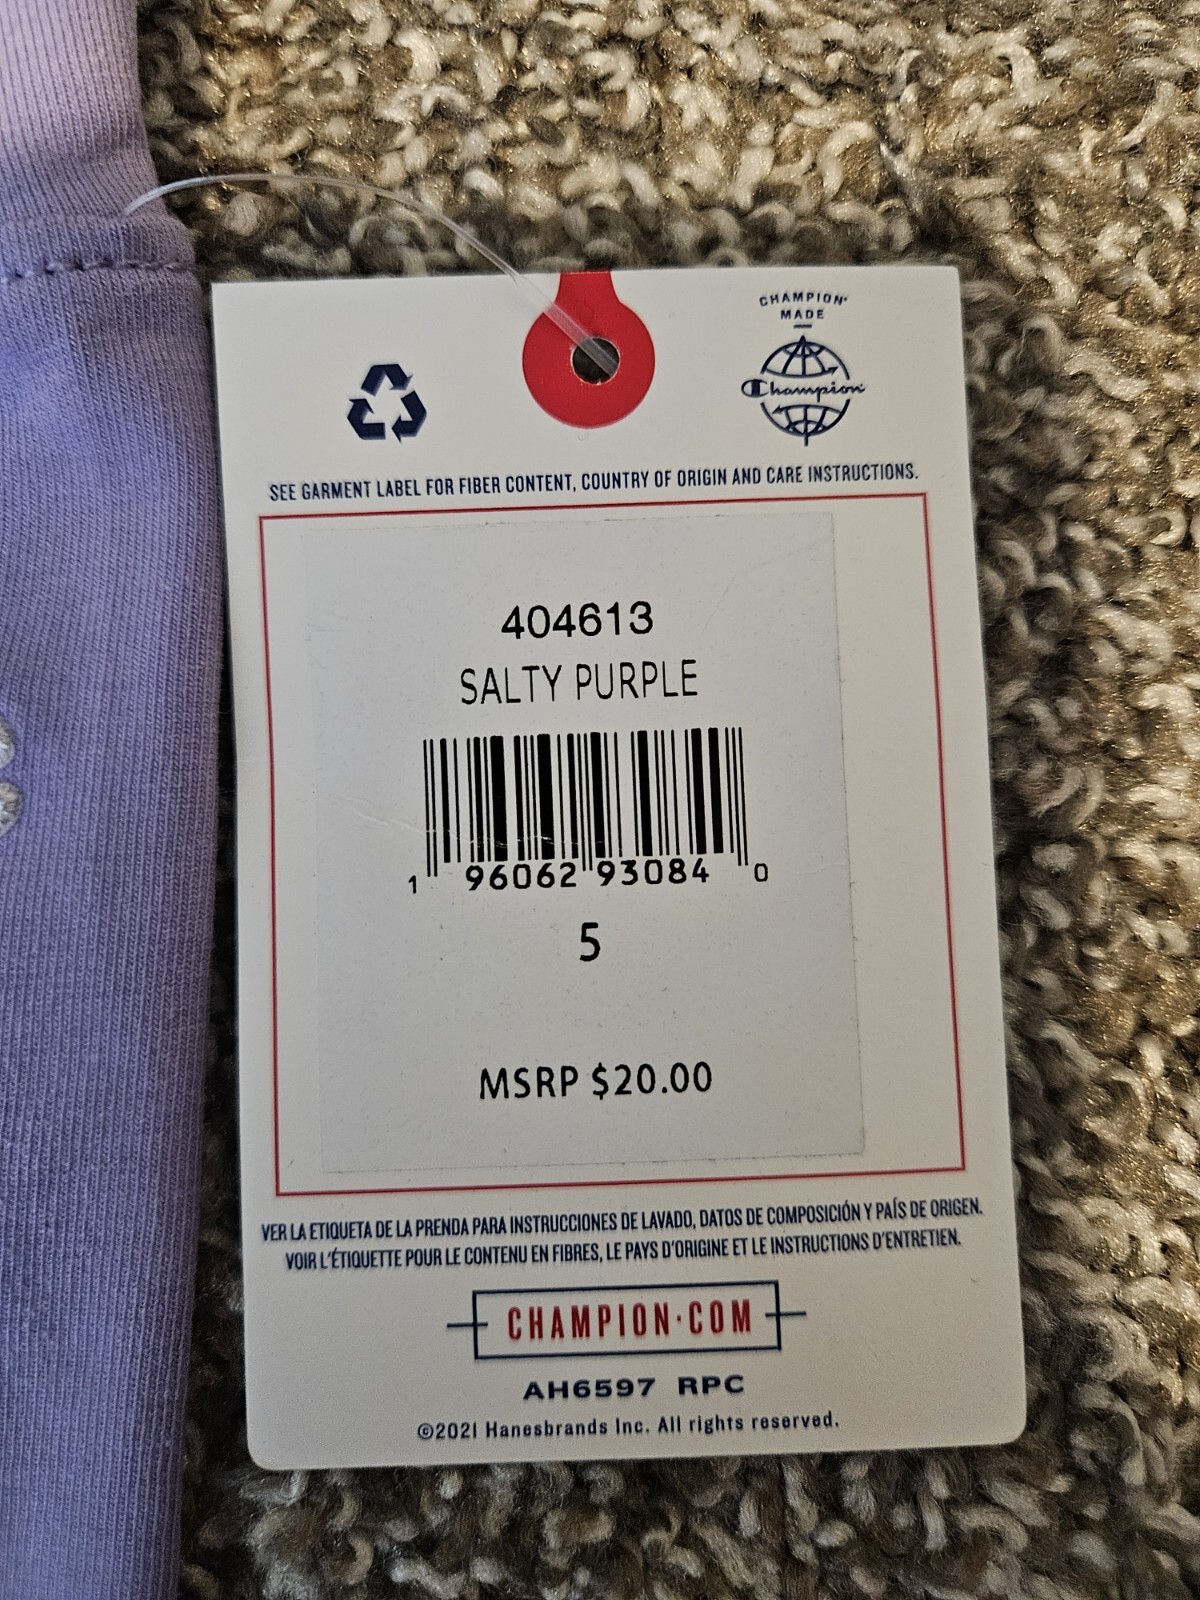 CHAMPION
MADE
Champion
SEE GARMENT LABEL FOR FIBER CONTENT, COUNTRY OF ORIGIN AND CARE INSTRUCTIONS.
404613
SALTY PURPLE
1 96062 93084 0
5
MSRP $20.00
VER LA ETIQUETA DE LA PRENDA PARA INSTRUCCIONES DE LAVADO, DATOS DE COMPOSICIÓN Y PAÍS DE ORIGEN.
VOIR L'ÉTIQUETTE POUR LE CONTENU EN FIBRES, LE PAYS D'ORIGINE ET LE INSTRUCTIONS D'ENTRETIEN.
CHAMPION·COM
AH6597 RPC
©2021 Hanesbrands Inc. All rights reserved.